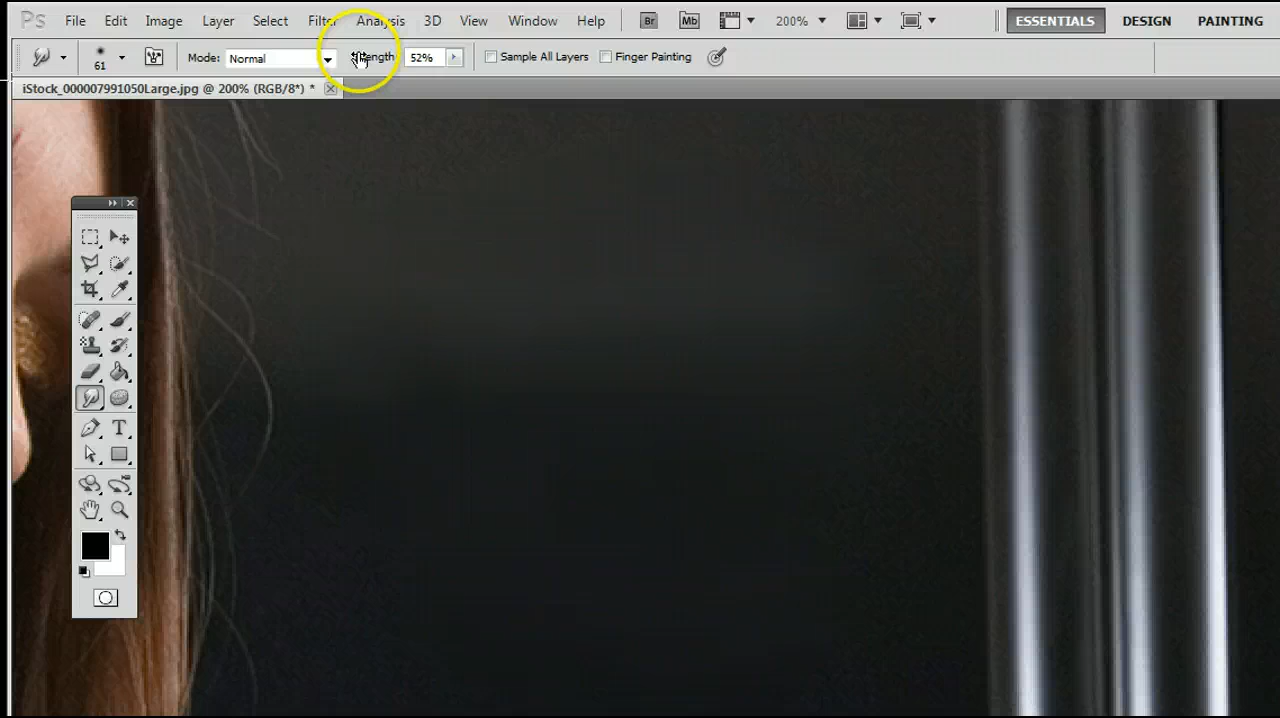 Ps File Edit Image Layer Select Filter Analysis 3D View Window Help Br Mb 200% ESSENTIALS DESIGN PAINTING
61 Mode: Normal Strength: 52% Sample All Layers Finger Painting
iStock_000007991050Large.jpg @ 200% (RGB/8*) *
T